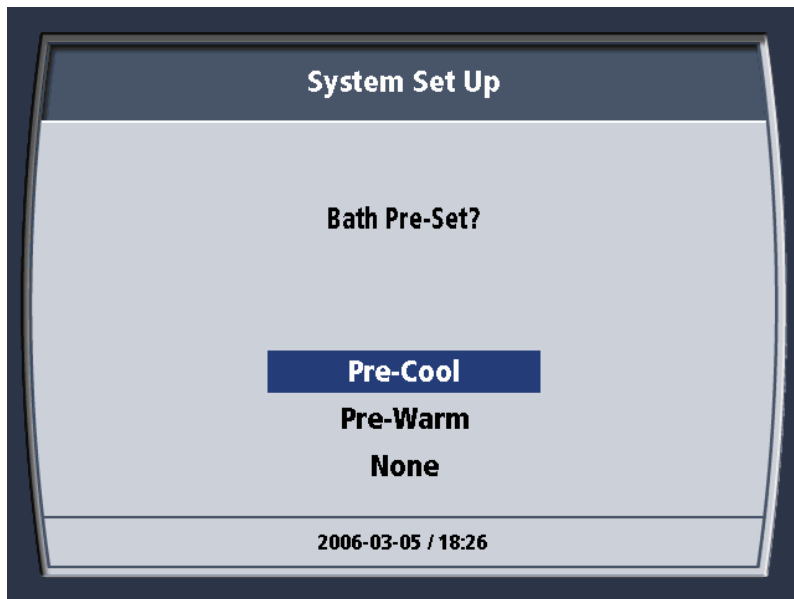 System Set Up
Bath Pre-Set?
Pre-Cool
Pre-Warm
None
2006-03-05 / 18:26